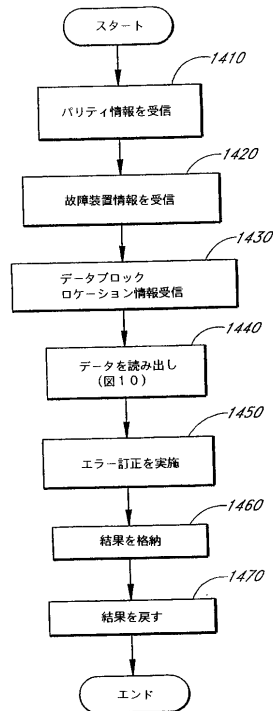 スタート
1410
パリティ情報を受信
1420
故障装置情報を受信
1430
データブロック
ロケーション情報受信
1440
データを読み出し
(図10)
1450
エラー訂正を実施
1460
結果を格納
1470
結果を戻す
エンド